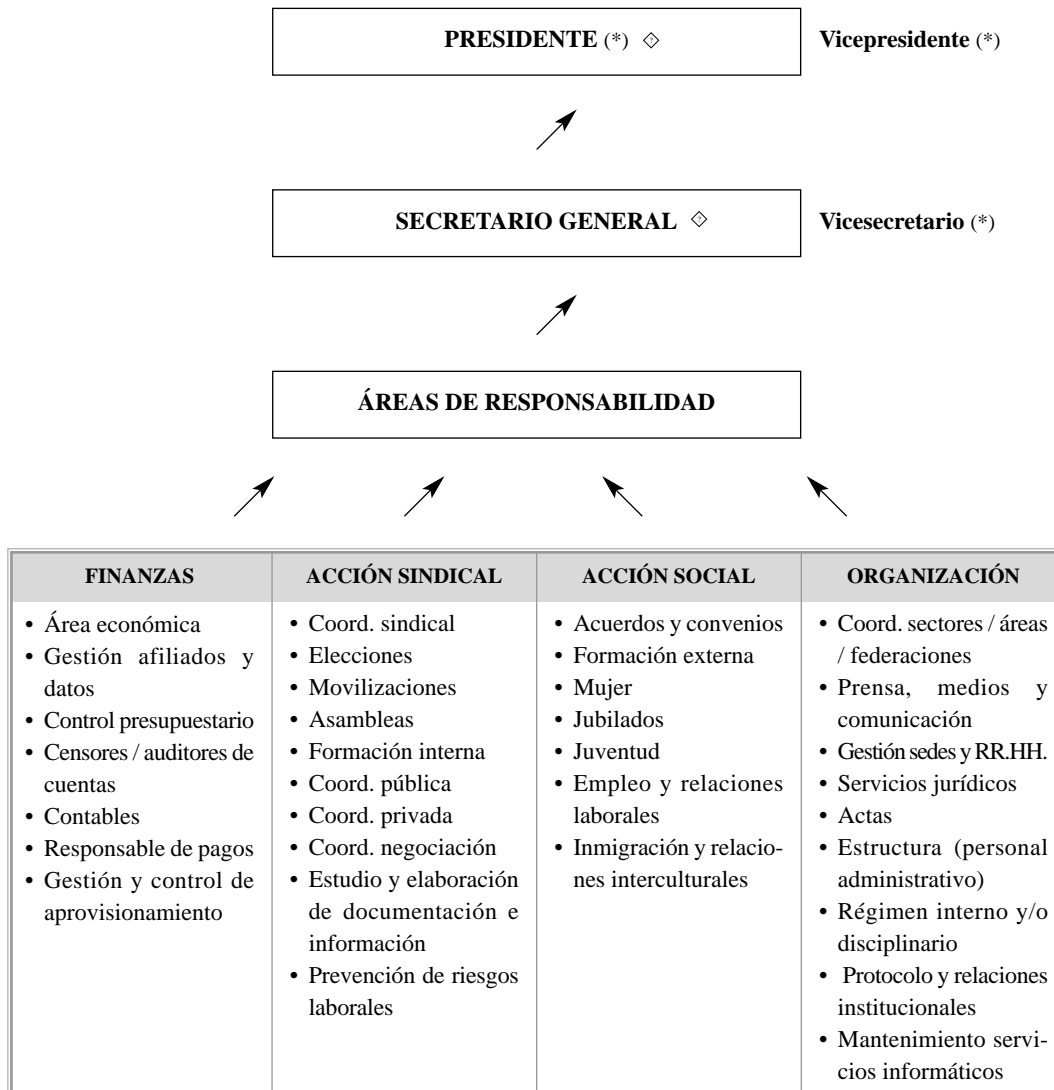 PRESIDENTE (*)
Vicepresidente (*)
SECRETARIO GENERAL
Vicesecretario (*)
ÁREAS DE RESPONSABILIDAD
FINANZAS
• Área económica
• Gestión afiliados y
datos
• Control presupuestario
• Censores / auditores de
cuentas
• Contables
• Responsable de pagos
• Gestión y control de
aprovisionamiento
ACCIÓN SINDICAL
• Coord. sindical
• Elecciones
• Movilizaciones
• Asambleas
• Formación interna
• Coord. pública
• Coord. privada
• Coord. negociación
• Estudio y elaboración
de documentación e
información
• Prevención de riesgos
laborales
ACCIÓN SOCIAL
• Acuerdos y convenios
• Formación externa
• Mujer
• Jubilados
• Juventud
• Empleo y relaciones
laborales
• Inmigración y relacio-
nes interculturales
ORGANIZACIÓN
• Coord. sectores / áreas
/ federaciones
• Prensa, medios y
comunicación
• Gestión sedes y RR.HH.
• Servicios jurídicos
• Actas
• Estructura (personal
administrativo)
• Régimen interno y/o
disciplinario
• Protocolo y relaciones
institucionales
• Mantenimiento servi-
cios informáticos